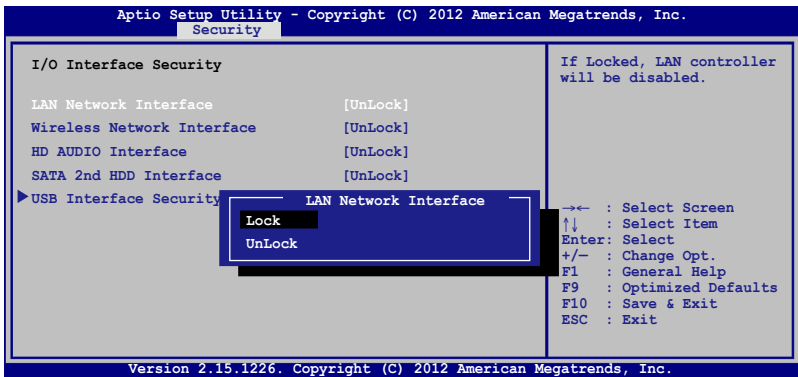 Aptio Setup Utility - Copyright (C) 2012 American Megatrends, Inc.
Security
I/O Interface Security
LAN Network Interface [UnLock]
Wireless Network Interface [UnLock]
HD AUDIO Interface [UnLock]
SATA 2nd HDD Interface [UnLock]
USB Interface Security
LAN Network Interface
Lock
UnLock
If Locked, LAN controller
will be disabled.
→← : Select Screen
↑↓ : Select Item
Enter: Select
+/— : Change Opt.
F1 : General Help
F9 : Optimized Defaults
F10 : Save & Exit
ESC : Exit
Version 2.15.1226. Copyright (C) 2012 American Megatrends, Inc.